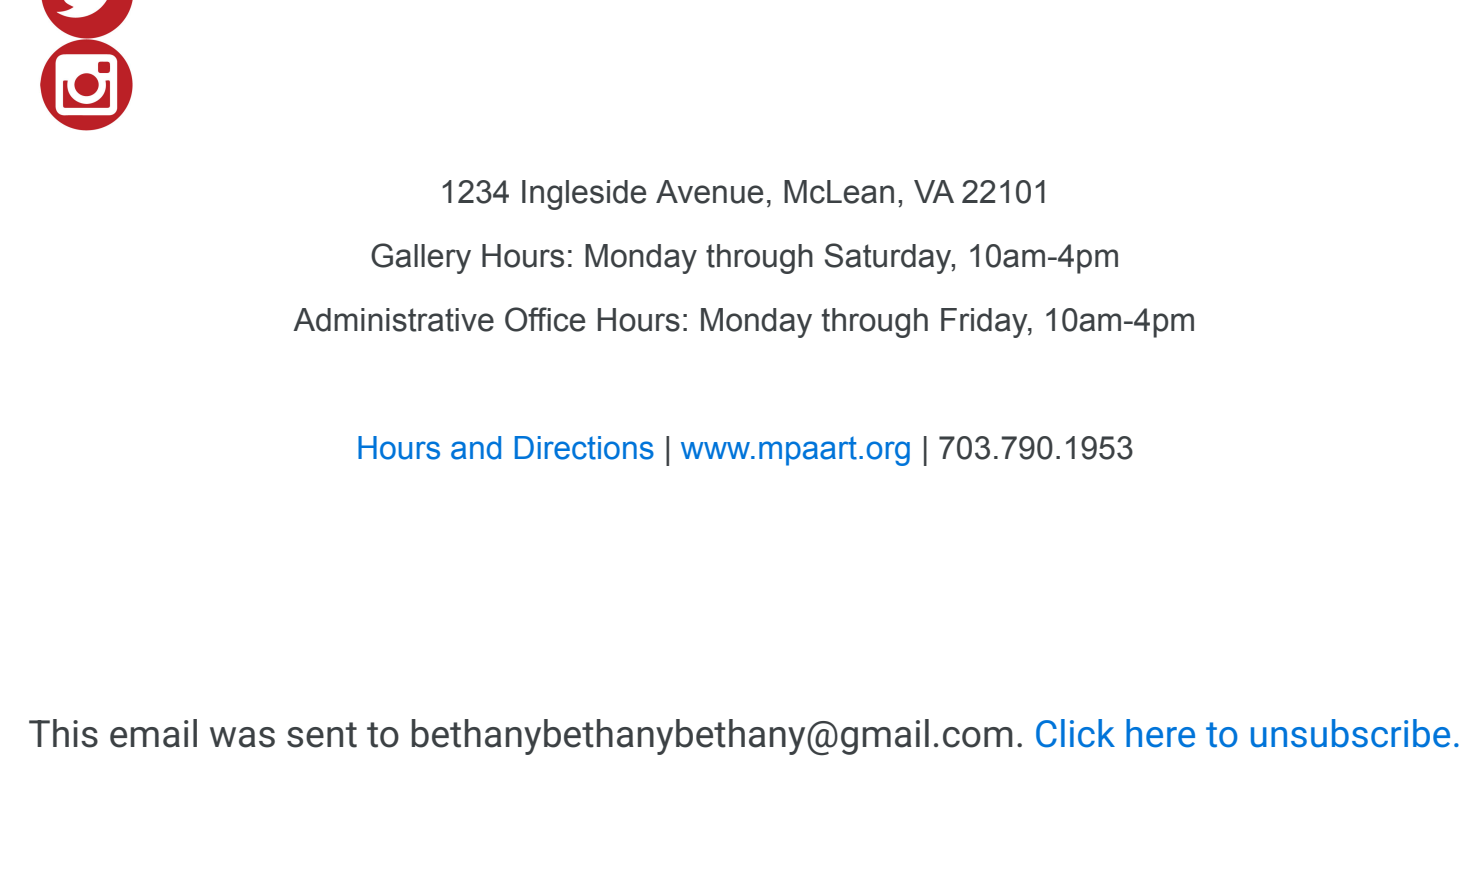 1234 Ingleside Avenue, McLean, VA 22101
Gallery Hours: Monday through Saturday, 10am-4pm
Administrative Office Hours: Monday through Friday, 10am-4pm
Hours and Directions | www.mpaart.org | 703.790.1953
This email was sent to bethanybethanybethany@gmail.com. Click here to unsubscribe.